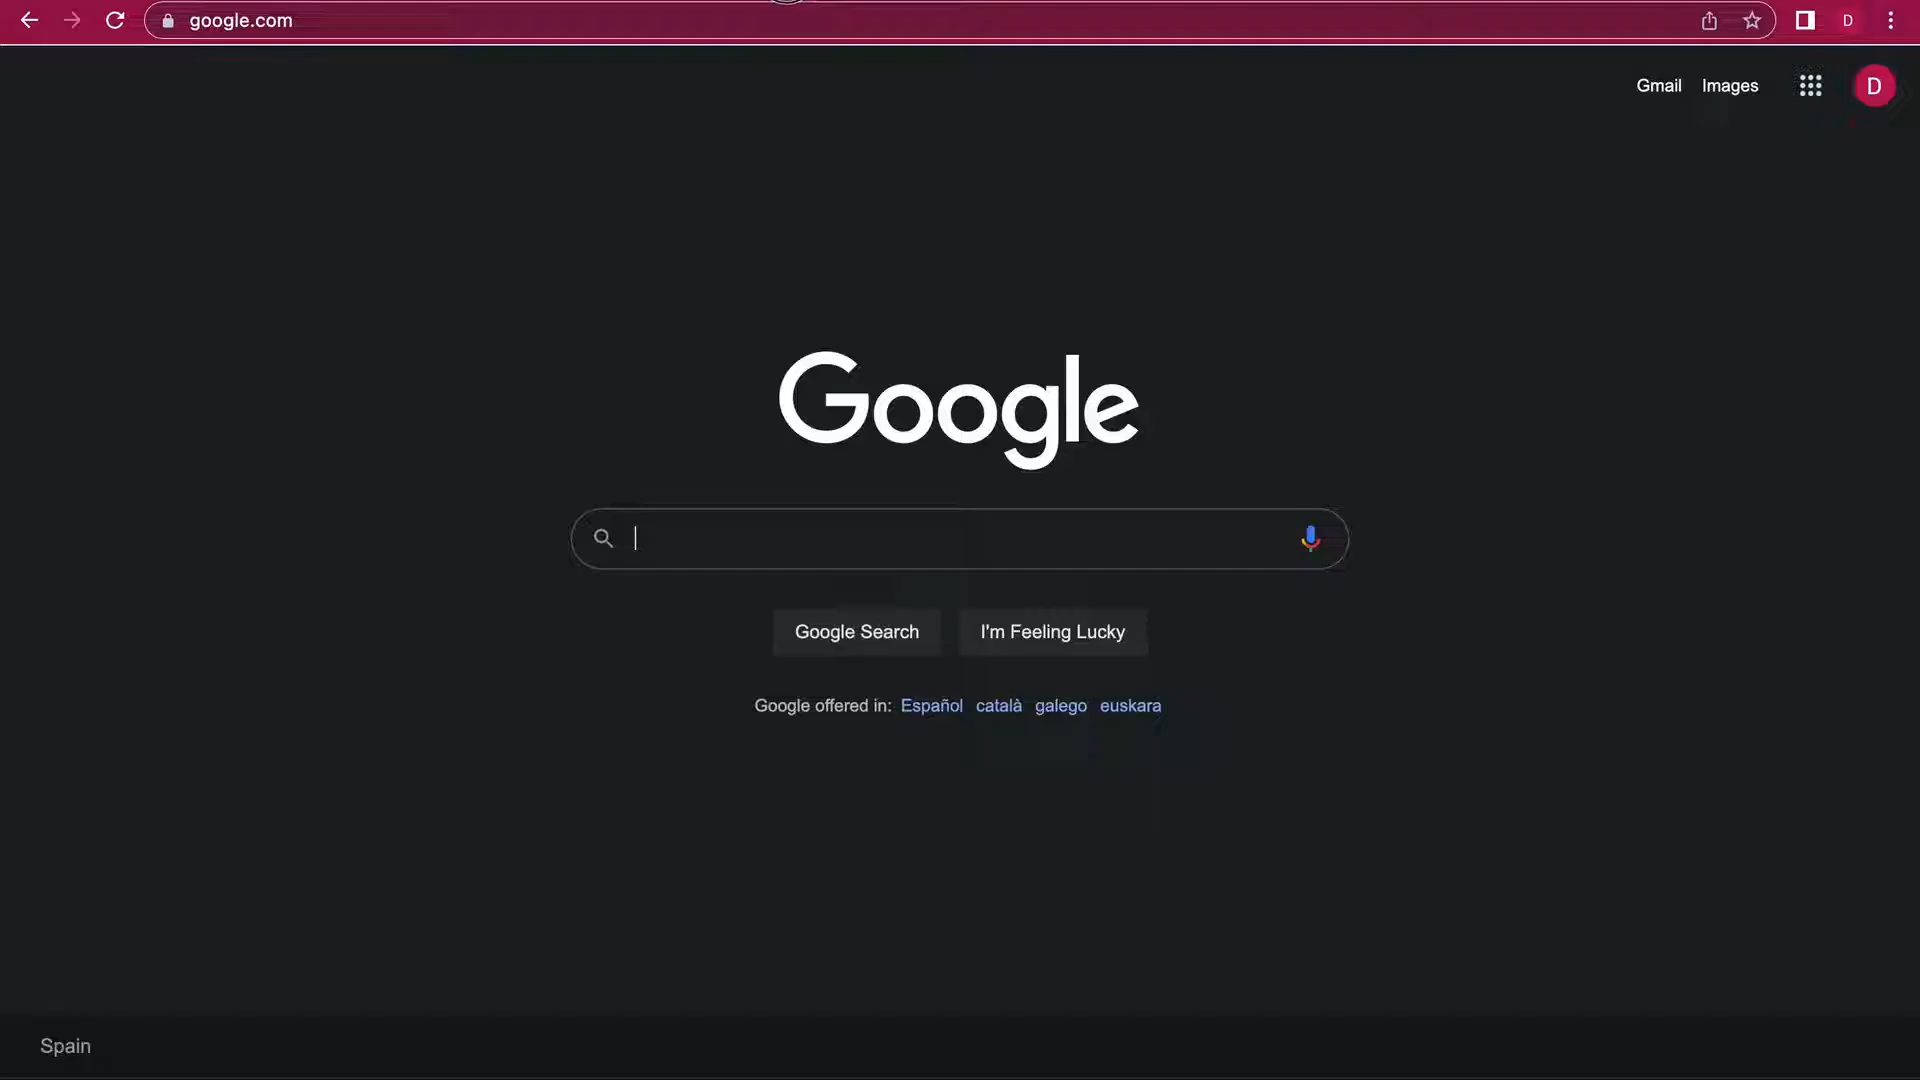 google.com
D
Gmail Images
D
Google
Google Search I'm Feeling Lucky
Google offered in: Español català galego euskara
Spain